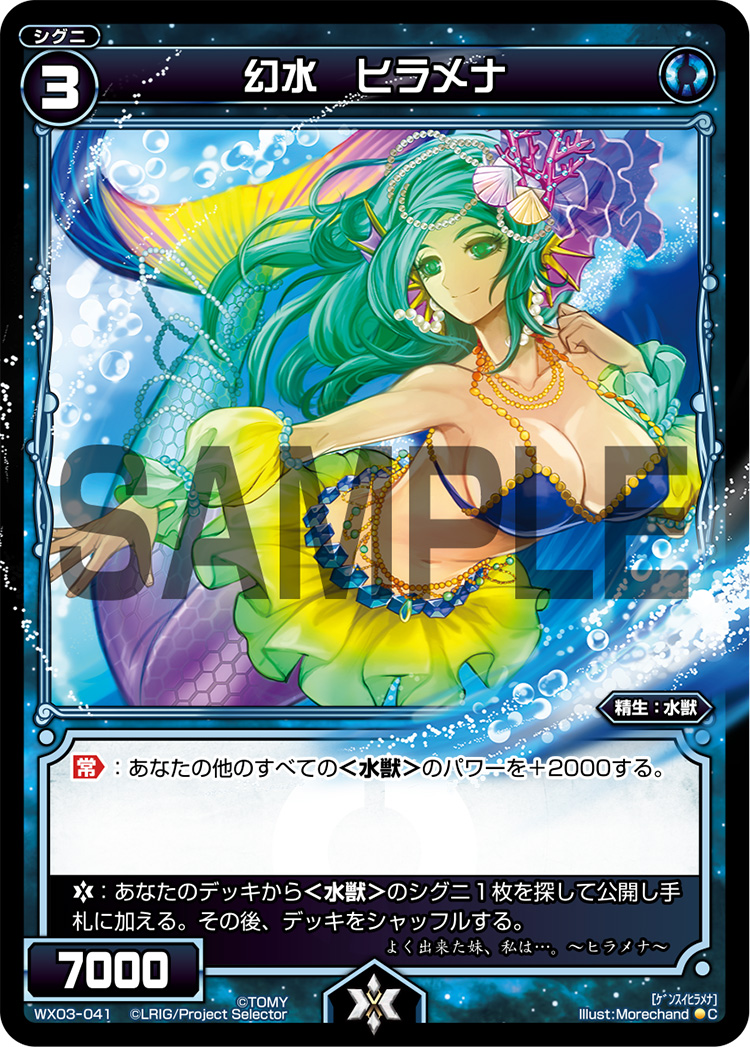 シグニ
3
幻水　ヒラメナ
SAMPLE
精生：水獣
常：あなたの他のすべての＜水獣＞のパワーを＋2000する。
：あなたのデッキから＜水獣＞のシグニ１枚を探して公開し手
札に加える。その後、デッキをシャッフルする。
よく出来た妹、私は…。～ヒラメナ～
7000
WX03-041 ©LRIG/Project Selector
©TOMY
[ｹﾞﾝｽｲﾋﾗﾒﾅ]
Illust:Morechand C